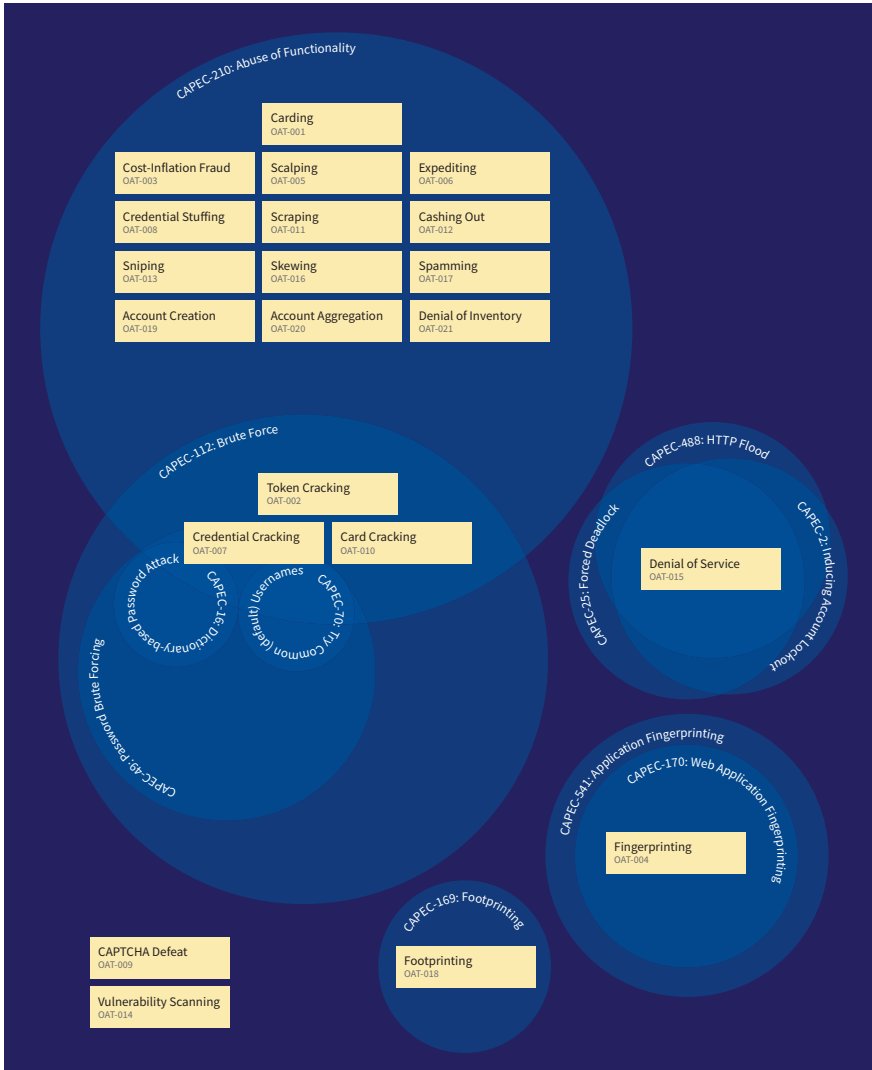 CAPEC-210: Abuse of Functionality
Carding
OAT-001
Cost-Inflation Fraud
OAT-003
Scalping
OAT-005
Expediting
OAT-006
Credential Stuffing
OAT-008
Scraping
OAT-011
Cashing Out
OAT-012
Sniping
OAT-013
Skewing
OAT-016
Spamming
OAT-017
Account Creation
OAT-019
Account Aggregation
OAT-020
Denial of Inventory
OAT-021
CAPEC-112: Brute Force
Token Cracking
OAT-002
Credential Cracking
OAT-007
Card Cracking
OAT-010
CAPEC-16: Dictionary-based Password Attack
CAPEC-70: Try Common (default) Usernames
CAPEC-49: Password Brute Forcing
CAPEC-488: HTTP Flood
CAPEC-25: Forced Deadlock
CAPEC-2: Inducing Account Lockout
Denial of Service
OAT-015
CAPEC-541: Application Fingerprinting
CAPEC-170: Web Application Fingerprinting
Fingerprinting
OAT-004
CAPEC-169: Footprinting
Footprinting
OAT-018
CAPTCHA Defeat
OAT-009
Vulnerability Scanning
OAT-014